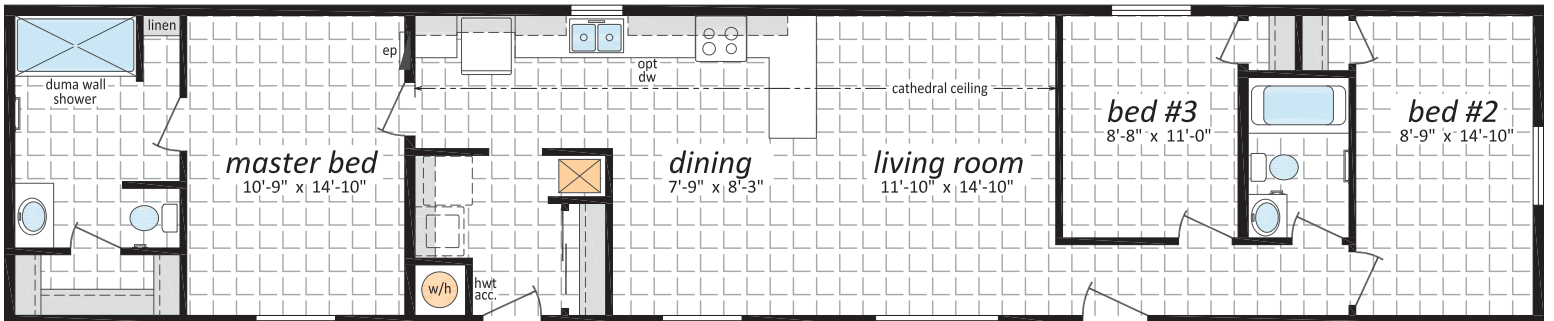 linen
duma wall
shower
ep
opt
dw
cathedral ceiling
master bed
10'-9" x 14'-10"
dining
7'-9" x 8'-3"
living room
11'-10" x 14'-10"
bed #3
8'-8" x 11'-0"
bed #2
8'-9" x 14'-10"
w/h
hwt
acc.